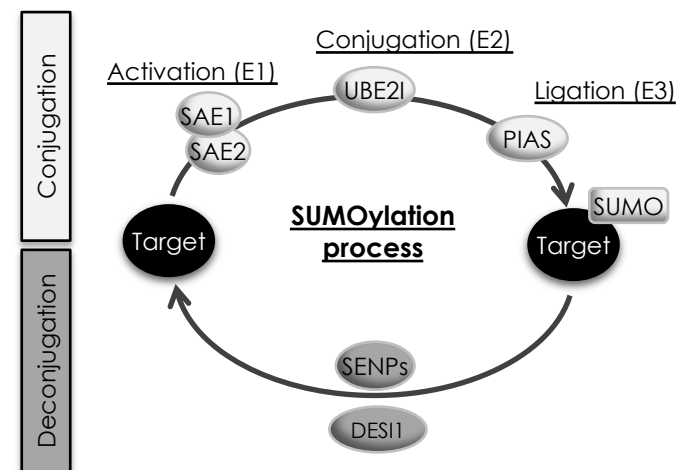 Conjugation (E2)
Activation (E1)
UBE2I
Ligation (E3)
SAE1
SAE2
PIAS
Conjugation
SUMO
SUMOylation
process
Target
Target
Deconjugation
SENPs
DESI1